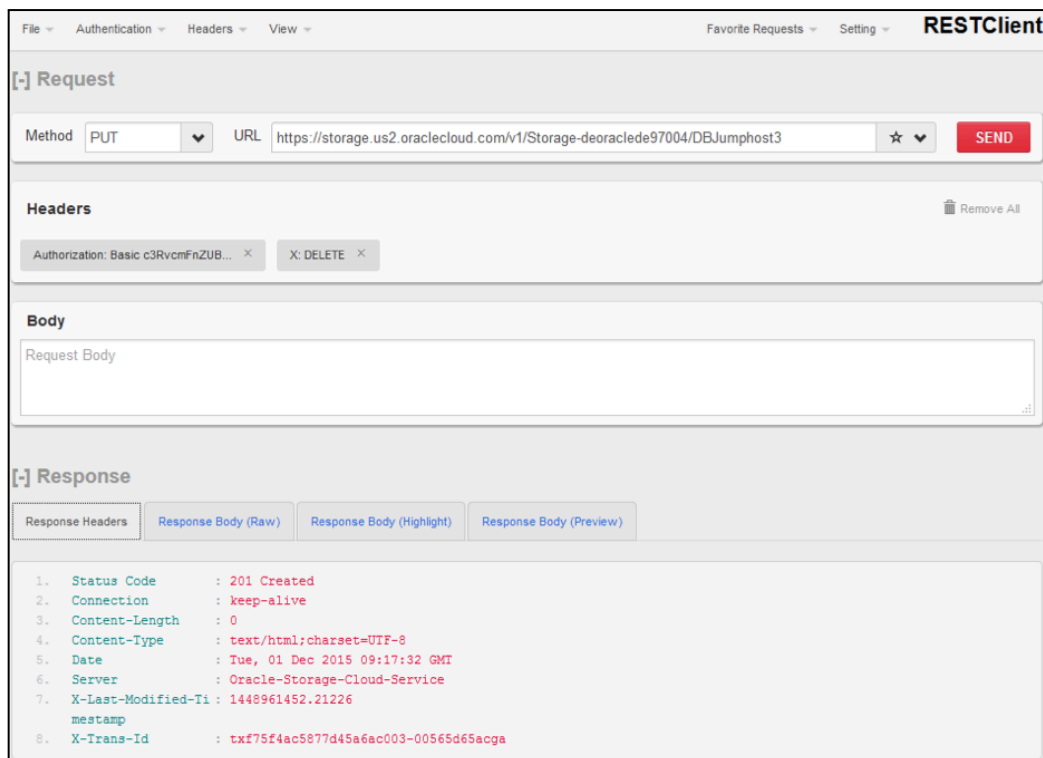 File Authentication Headers View Favorite Requests Setting RESTClient
[-] Request
Method PUT URL https://storage.us2.oraclecloud.com/v1/Storage-deoraclede97004/DBJumphost3 SEND
Headers Remove All
Authorization: Basic c3RvcmFnZUB... × X: DELETE ×
Body
Request Body
[-] Response
Response Headers Response Body (Raw) Response Body (Highlight) Response Body (Preview)
1. Status Code : 201 Created
2. Connection : keep-alive
3. Content-Length : 0
4. Content-Type : text/html;charset=UTF-8
5. Date : Tue, 01 Dec 2015 09:17:32 GMT
6. Server : Oracle-Storage-Cloud-Service
7. X-Last-Modified-Ti : 1448961452.21226
mestamp
8. X-Trans-Id : txf75f4ac5877d45a6ac003-00565d65acga